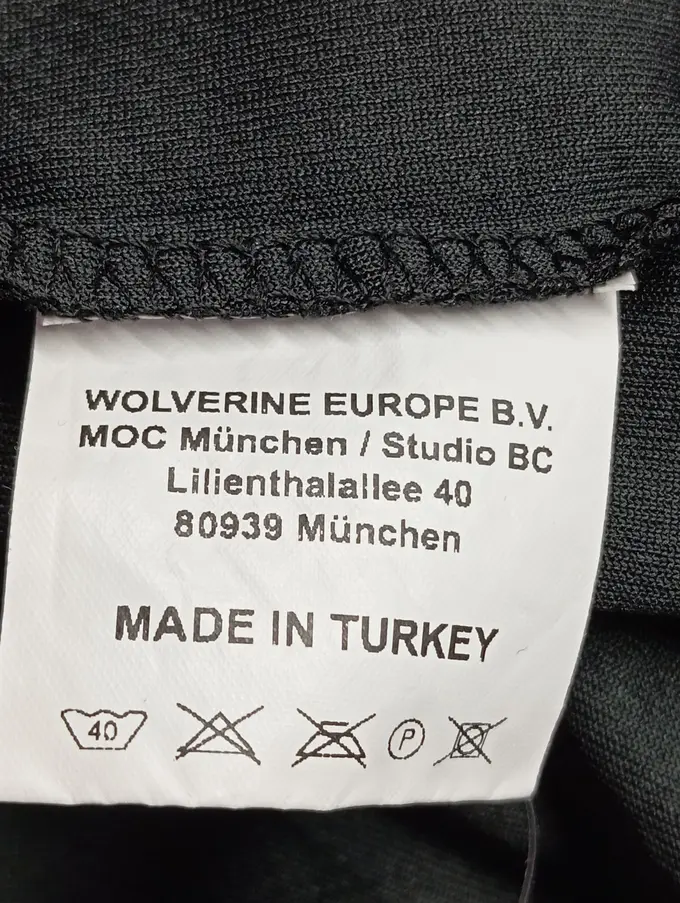 WOLVERINE EUROPE B.V.
MOC München / Studio BC
Lilienthalallee 40
80939 München
MADE IN TURKEY
40 P